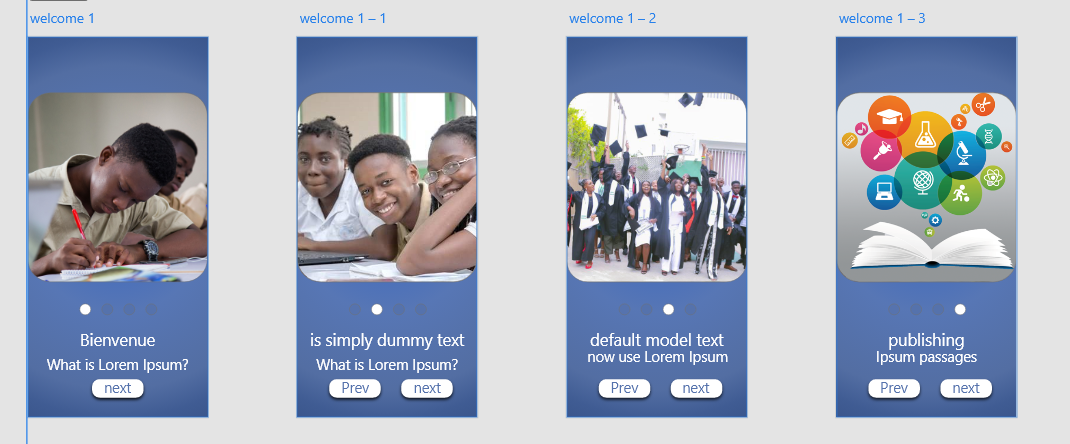 welcome 1
welcome 1 – 1
welcome 1 – 2
welcome 1 – 3
Bienvenue
What is Lorem Ipsum?
next
is simply dummy text
What is Lorem Ipsum?
Prev
next
default model text
now use Lorem Ipsum
Prev
next
publishing
Ipsum passages
Prev
next